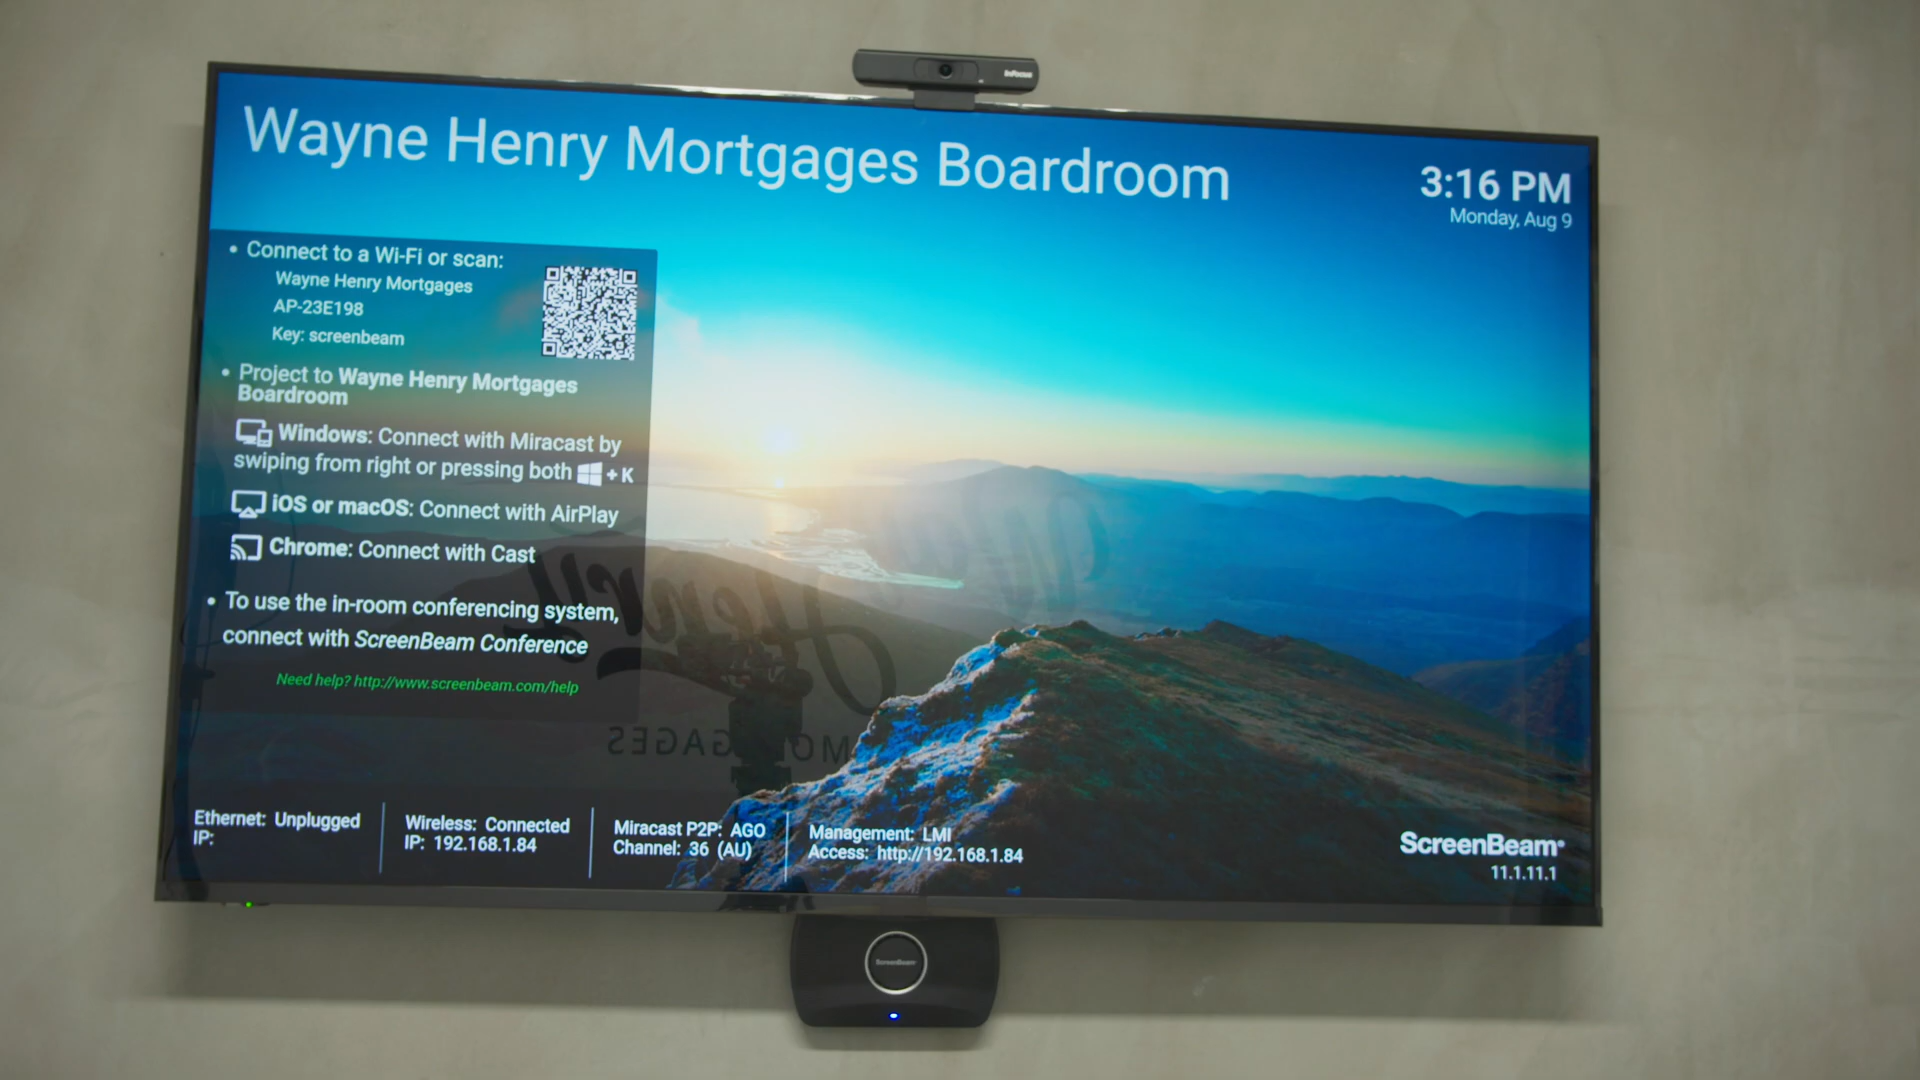 InFocus
Wayne Henry Mortgages Boardroom
3:16 PM
Monday, Aug 9
• Connect to a Wi-Fi or scan:
Wayne Henry Mortgages
AP-23E198
Key: screenbeam
• Project to Wayne Henry Mortgages
Boardroom
Windows: Connect with Miracast by
swiping from right or pressing both + K
iOS or macOS: Connect with AirPlay
Chrome: Connect with Cast
• To use the in-room conferencing system,
connect with ScreenBeam Conference
Need help? http://www.screenbeam.com/help
Henry
MORTGAGES
Ethernet: Unplugged
IP:
Wireless: Connected
IP: 192.168.1.84
Miracast P2P: AGO
Channel: 36 (AU)
Management: LMI
Access: http://192.168.1.84
ScreenBeam
11.1.11.1
ScreenBeam